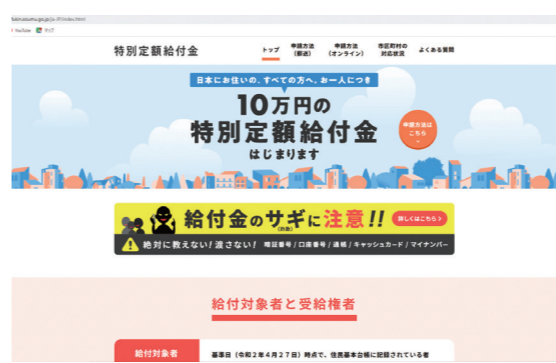 YouTube マップ
特別定額給付金
トップ
申請方法
(郵送)
申請方法
(オンライン)
市区町村の
対応状況
よくある質問
日本にお住いの、すべての方へ、お一人につき
10万円の
特別定額給付金
はじまります
申請方法は
こちら
給付金のサギに注意!!
(詐欺)
詳しくはこちら
絶対に教えない!渡さない! 暗証番号/口座番号/通帳/キャッシュカード/マイナンバー
給付対象者と受給権者
給付対象者
基準日(令和2年4月27日)時点で、住民基本台帳に記録されている者